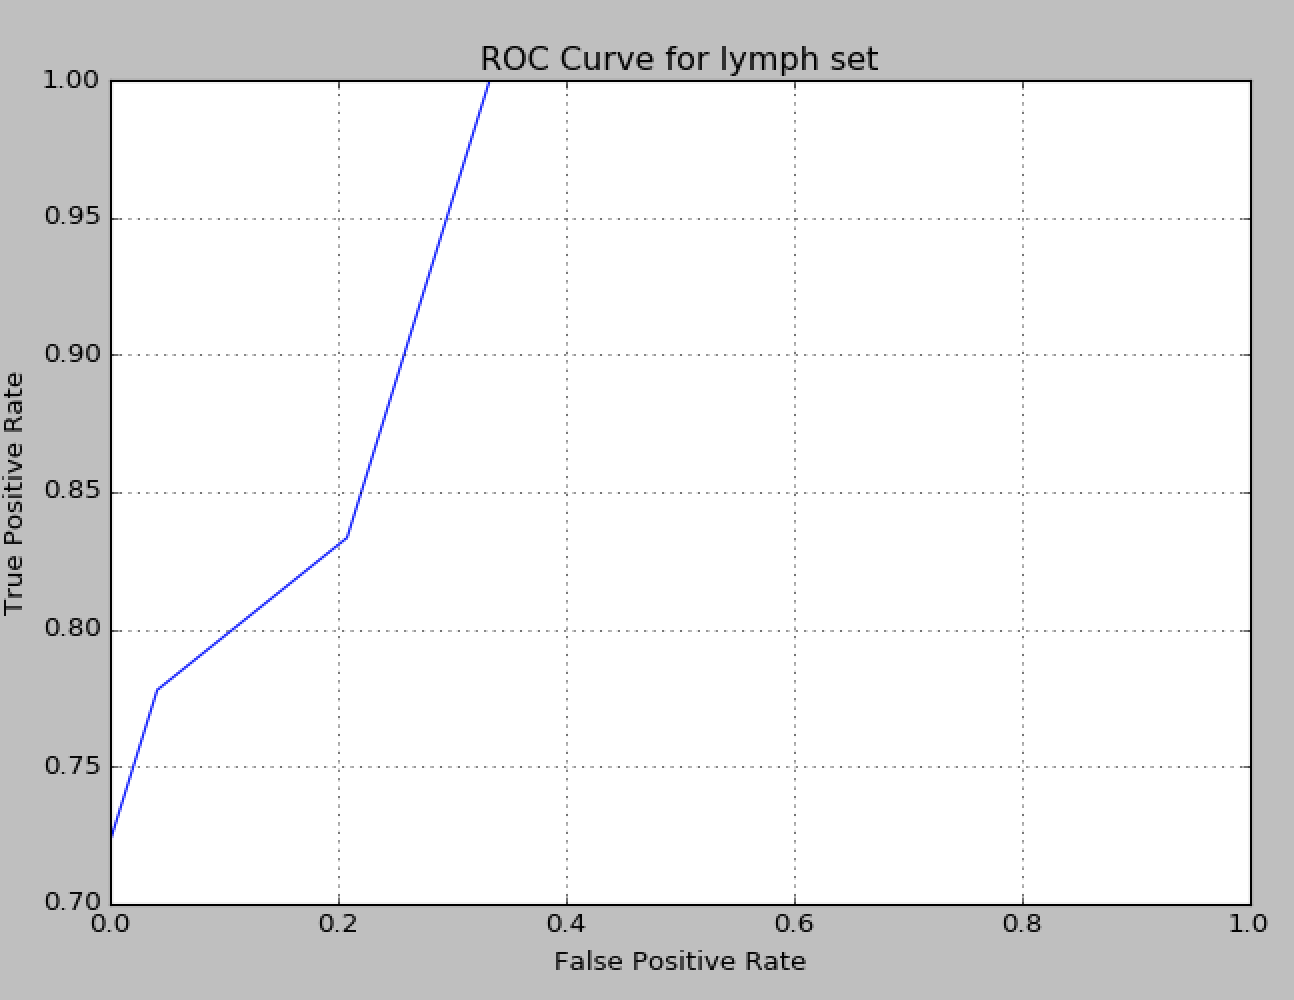 ROC Curve for lymph set
1.00
0.95
0.90
0.85
0.80
0.75
0.70
True Positive Rate
0.0 0.2 0.4 0.6 0.8 1.0
False Positive Rate